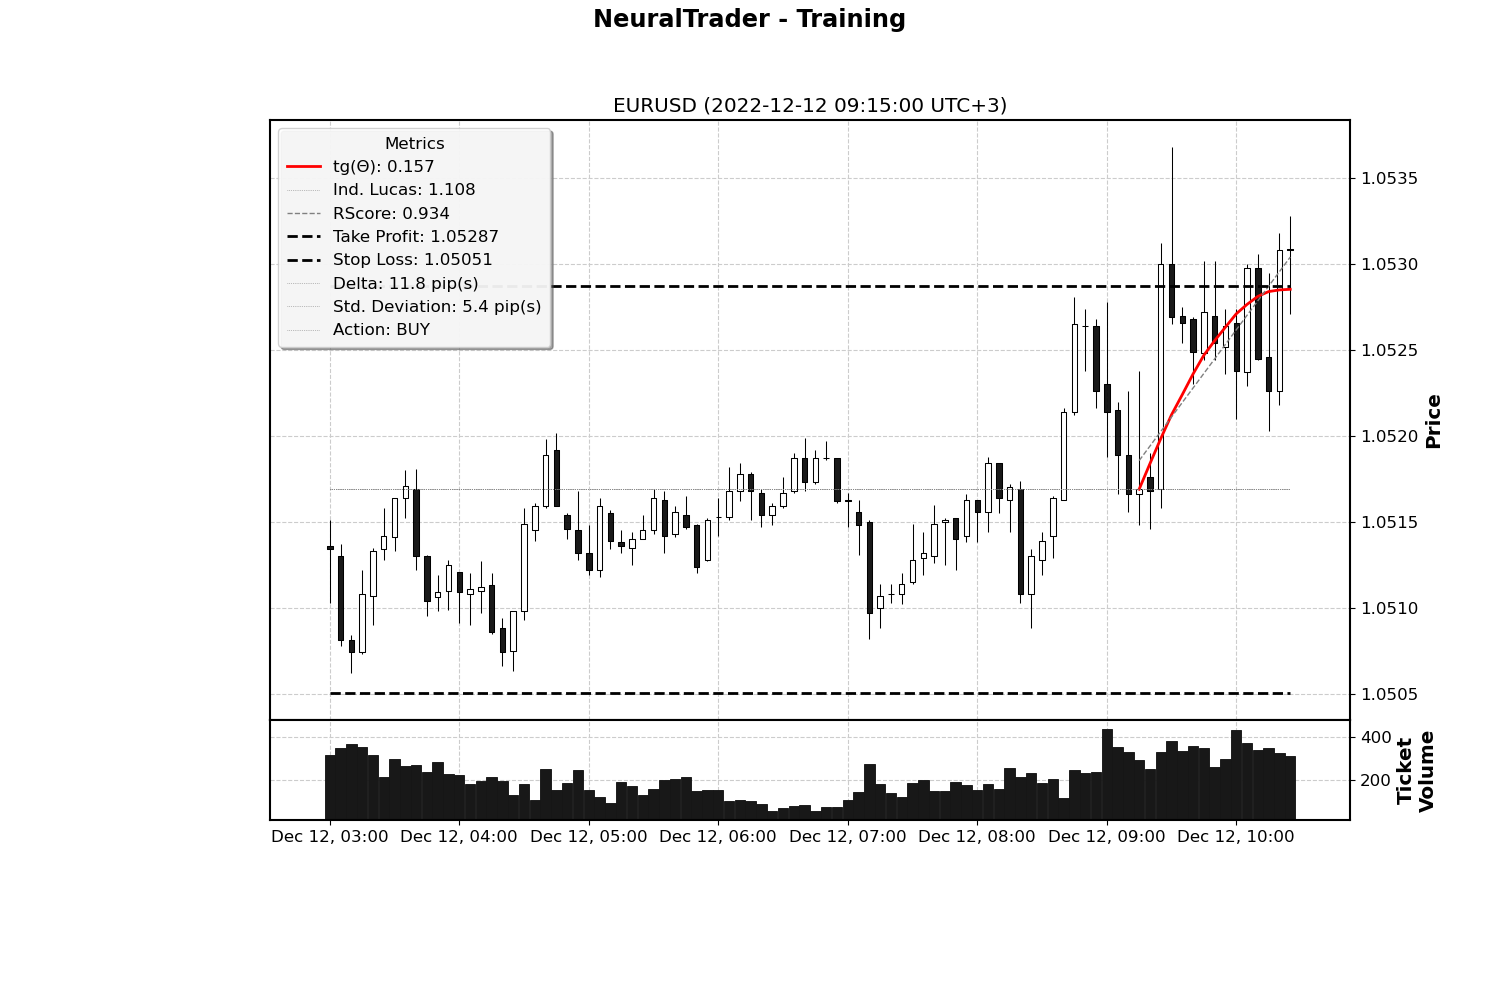 NeuralTrader - Training
EURUSD (2022-12-12 09:15:00 UTC+3)
Metrics
tg(Θ): 0.157
Ind. Lucas: 1.108
RScore: 0.934
Take Profit: 1.05287
Stop Loss: 1.05051
Delta: 11.8 pip(s)
Std. Deviation: 5.4 pip(s)
Action: BUY
1.0535
1.0530
1.0525
1.0520
1.0515
1.0510
1.0505
Price
400
200
Ticket
Volume
Dec 12, 03:00 Dec 12, 04:00 Dec 12, 05:00 Dec 12, 06:00 Dec 12, 07:00 Dec 12, 08:00 Dec 12, 09:00 Dec 12, 10:00